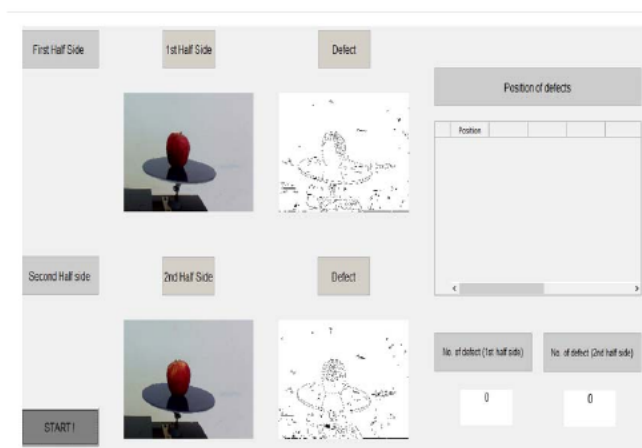 First Half Side
1st Half Side
Defect
Position of defects
Position
Second Half side
2nd Half Side
Defect
No. of defect (1st half side)
No. of defect (2nd half side)
0
0
START!